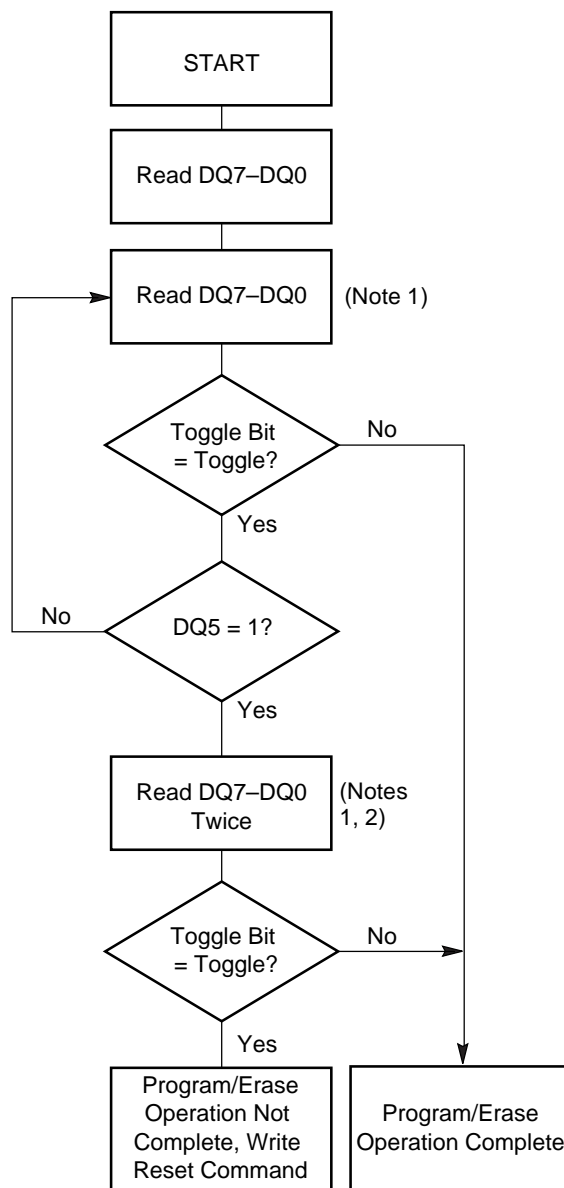 START
Read DQ7–DQ0
Read DQ7–DQ0
(Note 1)
Toggle Bit
= Toggle?
No
Yes
DQ5 = 1?
No
Yes
Read DQ7–DQ0
Twice
(Notes
1, 2)
Toggle Bit
= Toggle?
No
Yes
Program/Erase
Operation Not
Complete, Write
Reset Command
Program/Erase
Operation Complete